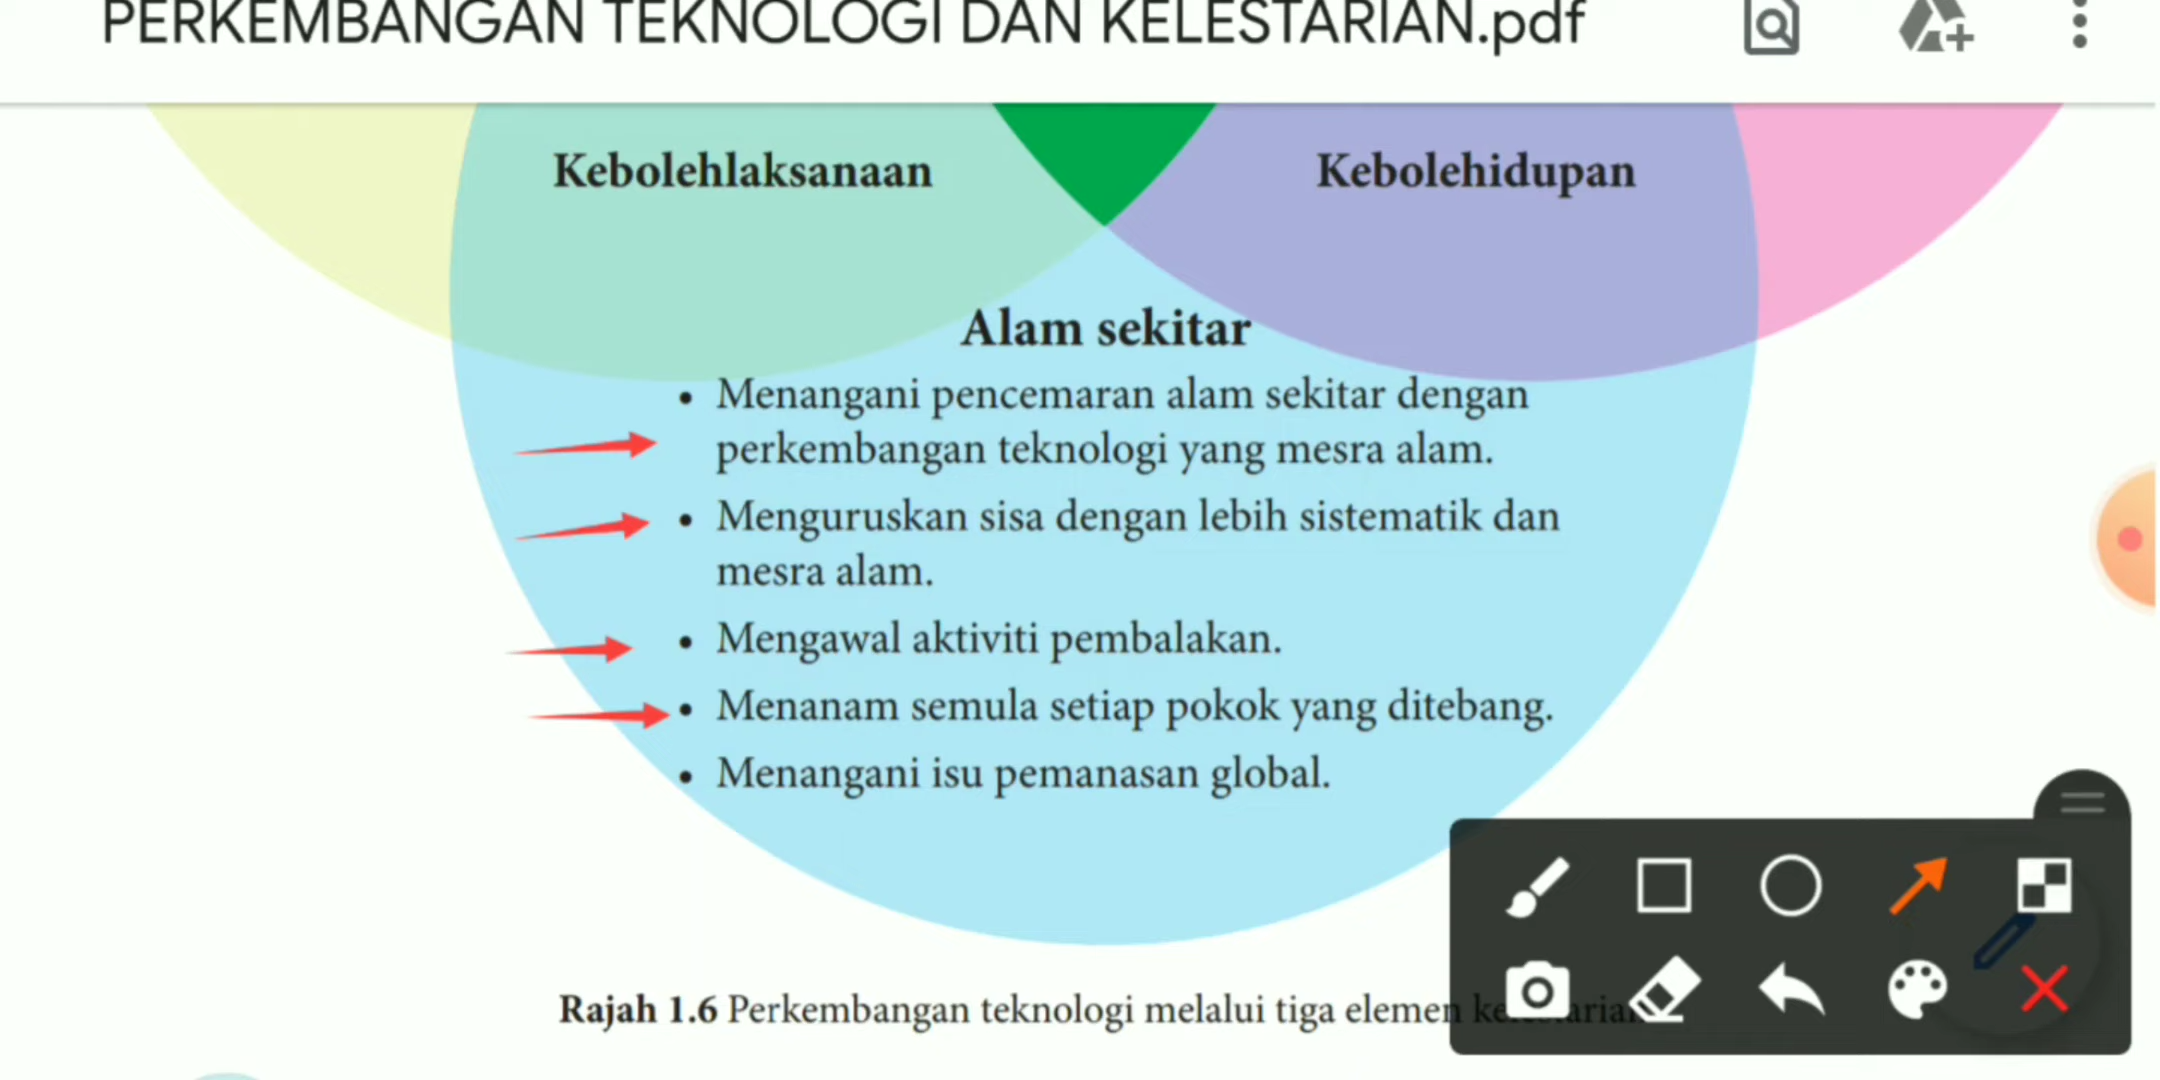 PERKEMBANGAN TEKNOLOGI DAN KELESTARIAN.pdf
Kebolehlaksanaan
Kebolehidupan
Alam sekitar
• Menangani pencemaran alam sekitar dengan
perkembangan teknologi yang mesra alam.
• Menguruskan sisa dengan lebih sistematik dan
mesra alam.
• Mengawal aktiviti pembalakan.
• Menanam semula setiap pokok yang ditebang.
• Menangani isu pemanasan global.
Rajah 1.6 Perkembangan teknologi melalui tiga elemen